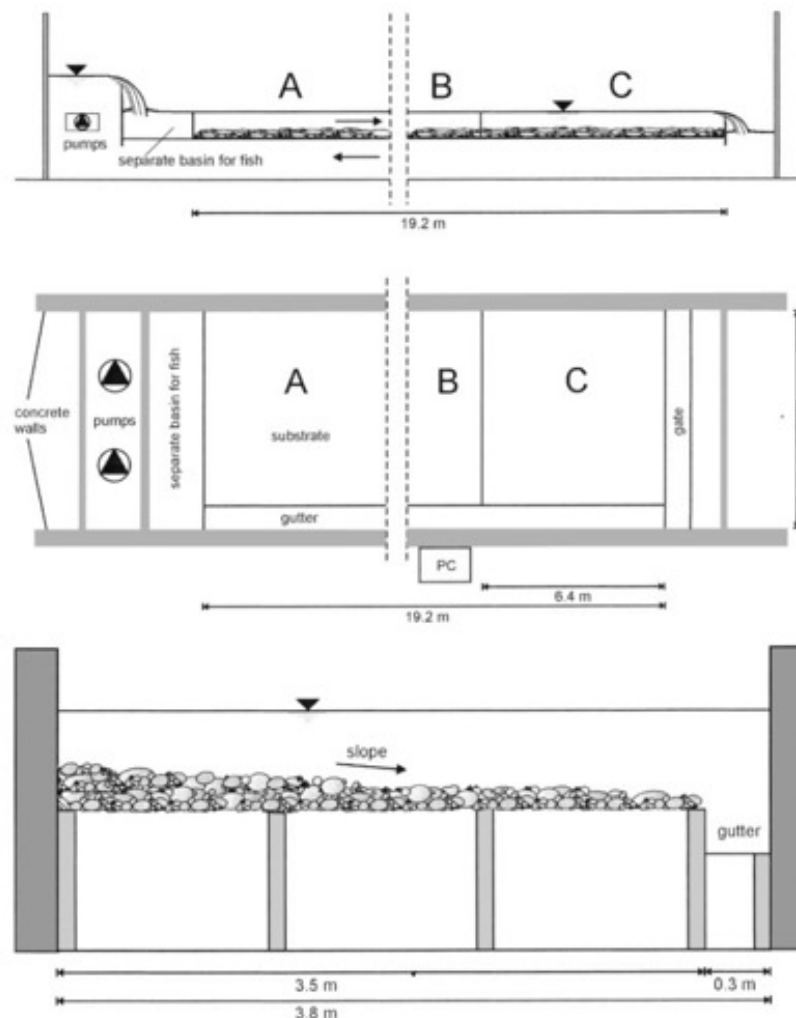 A
B
C
pumps
separate basin for fish
19.2 m
concrete
walls
pumps
separate basin for fish
A
substrate
gutter
B
C
gate
PC
6.4 m
19.2 m
slope
gutter
3.5 m
0.3 m
3.8 m